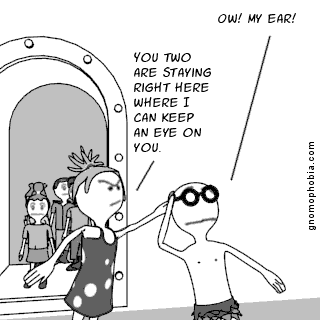 OW! MY EAR!
YOU TWO
ARE STAYING
RIGHT HERE
WHERE I
CAN KEEP
AN EYE ON
YOU.
gnomophobia.com